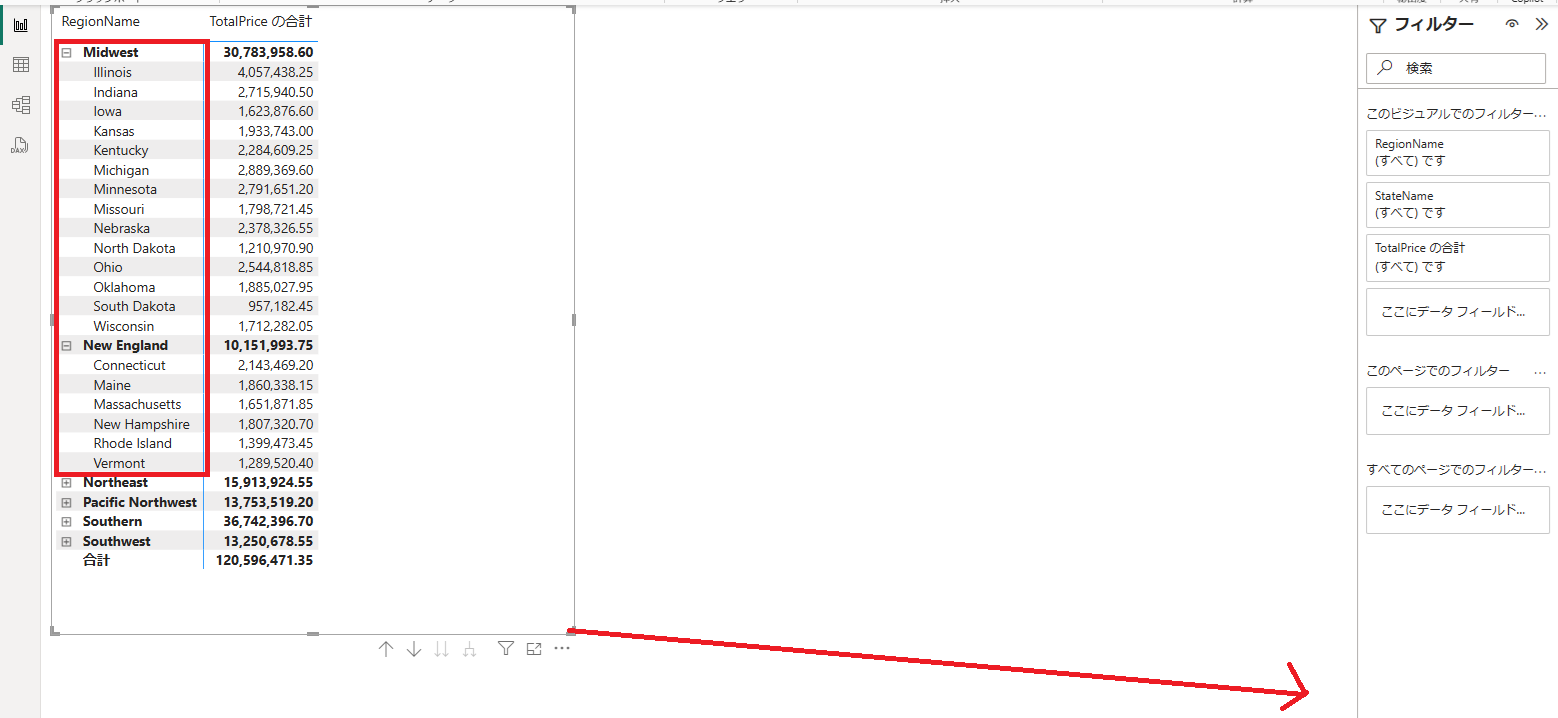 RegionName TotalPrice の合計
Midwest 30,783,958.60
Illinois 4,057,438.25
Indiana 2,715,940.50
Iowa 1,623,876.60
Kansas 1,933,743.00
Kentucky 2,284,609.25
Michigan 2,889,369.60
Minnesota 2,791,651.20
Missouri 1,798,721.45
Nebraska 2,378,326.55
North Dakota 1,210,970.90
Ohio 2,544,818.85
Oklahoma 1,885,027.95
South Dakota 957,182.45
Wisconsin 1,712,282.05
New England 10,151,993.75
Connecticut 2,143,469.20
Maine 1,860,338.15
Massachusetts 1,651,871.85
New Hampshire 1,807,320.70
Rhode Island 1,399,473.45
Vermont 1,289,520.40
Northeast 15,913,924.55
Pacific Northwest 13,753,519.20
Southern 36,742,396.70
Southwest 13,250,678.55
合計 120,596,471.35
DAX
フィルター
検索
このビジュアルでのフィルター...
RegionName
(すべて) です
StateName
(すべて) です
TotalPrice の合計
(すべて) です
ここにデータ フィールド...
このページでのフィルター ...
ここにデータ フィールド...
すべてのページでのフィルター...
ここにデータ フィールド...